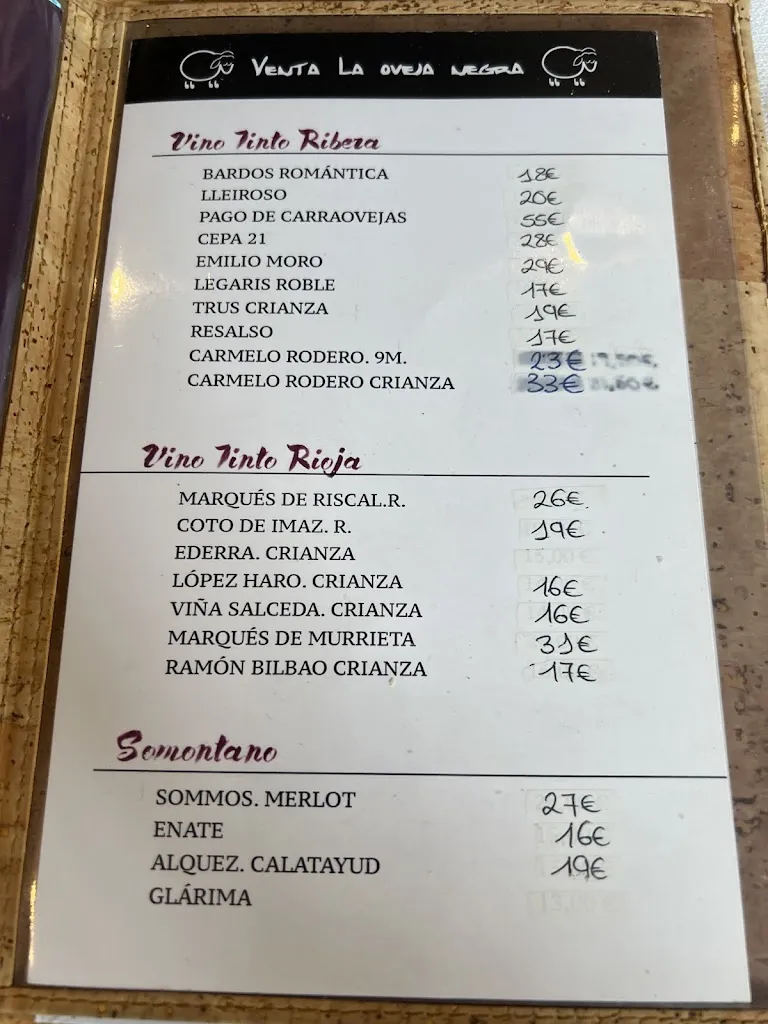 VENTA LA OVEJA NEGRA
Vino Tinto Ribera
BARDOS ROMÁNTICA 18€
LLEIROSO 20€
PAGO DE CARRAOVEJAS 55€
CEPA 21 28€
EMILIO MORO 29€
LEGARIS ROBLE 17€
TRUS CRIANZA 19€
RESALSO 17€
CARMELO RODERO. 9M. 23€
CARMELO RODERO CRIANZA 33€
Vino Tinto Rioja
MARQUÉS DE RISCAL.R. 26€.
COTO DE IMAZ. R. 19€
EDERRA. CRIANZA 15,00 €
LÓPEZ HARO. CRIANZA 16€
VIÑA SALCEDA. CRIANZA 16€
MARQUÉS DE MURRIETA 31€
RAMÓN BILBAO CRIANZA 17€
Somontano
SOMMOS. MERLOT 27€
ENATE 16€
ALQUEZ. CALATAYUD 19€
GLÁRIMA 13,00 €